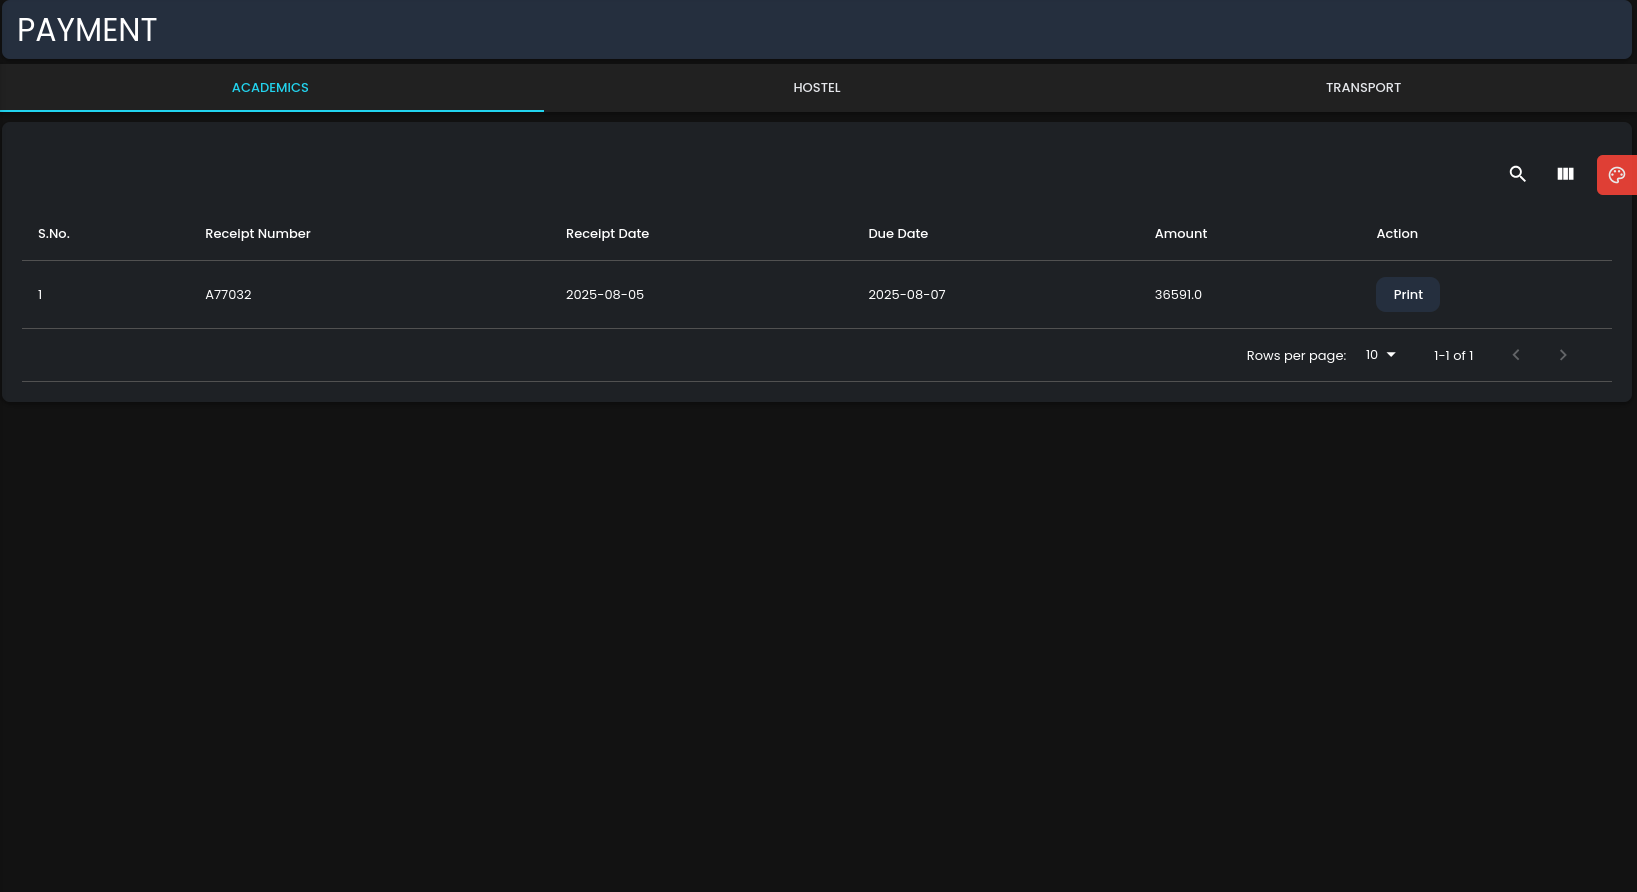 PAYMENT
ACADEMICS HOSTEL TRANSPORT
S.No. Receipt Number Receipt Date Due Date Amount Action
1 A77032 2025-08-05 2025-08-07 36591.0 Print
Rows per page: 10 1-1 of 1